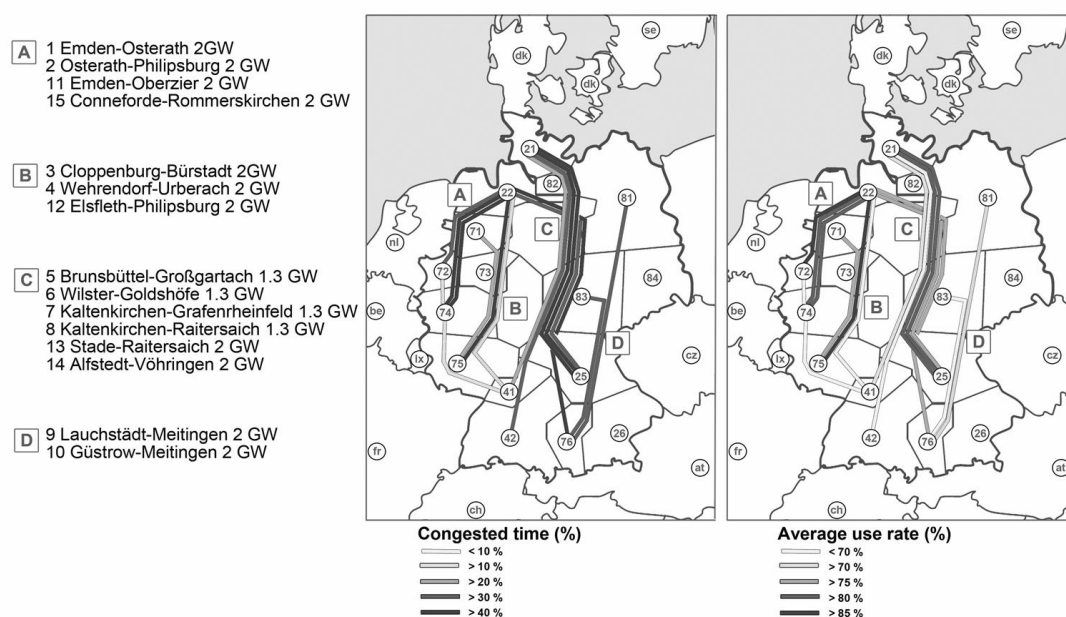 A
1 Emden-Osterath 2GW
2 Osterath-Philipsburg 2 GW
11 Emden-Oberzier 2 GW
15 Conneforde-Rommerskirchen 2 GW
B
3 Cloppenburg-Bürstadt 2GW
4 Wehrendorf-Urberach 2 GW
12 Elsfleth-Philipsburg 2 GW
C
5 Brunsbüttel-Großgartach 1.3 GW
6 Wilster-Goldshöfe 1.3 GW
7 Kaltenkirchen-Grafenrheinfeld 1.3 GW
8 Kaltenkirchen-Raitersaich 1.3 GW
13 Stade-Raitersaich 2 GW
14 Alfstedt-Vöhringen 2 GW
D
9 Lauchstädt-Meitingen 2 GW
10 Güstrow-Meitingen 2 GW
se
dk
dk
21
82
A
22
81
C
71
nl
72
73
84
83
74
B
be
D
lx
75
cz
41
25
42
76
26
fr
at
ch
Congested time (%)
< 10 %
> 10 %
> 20 %
> 30 %
> 40 %
se
dk
dk
21
82
A
22
81
C
71
nl
72
73
84
83
74
B
be
D
lx
75
cz
41
25
42
76
26
fr
at
ch
Average use rate (%)
< 70 %
> 70 %
> 75 %
> 80 %
> 85 %